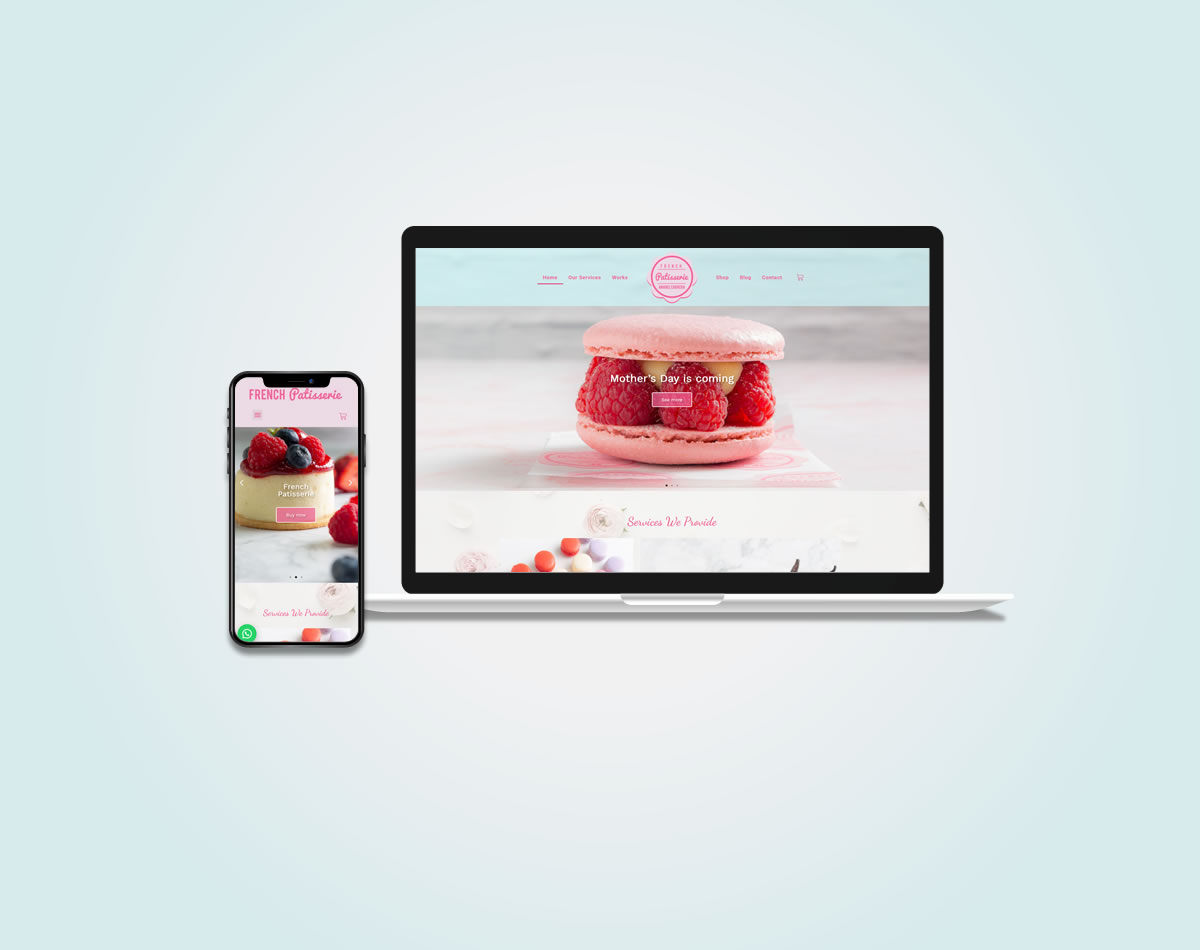 Home Our Services Works
FRENCH
Patisserie
Shop Blog Contact
Mother's Day is coming
See more
Services We Provide
FRENCH Patisserie
French
Patisserie
Buy now
Services We Provide